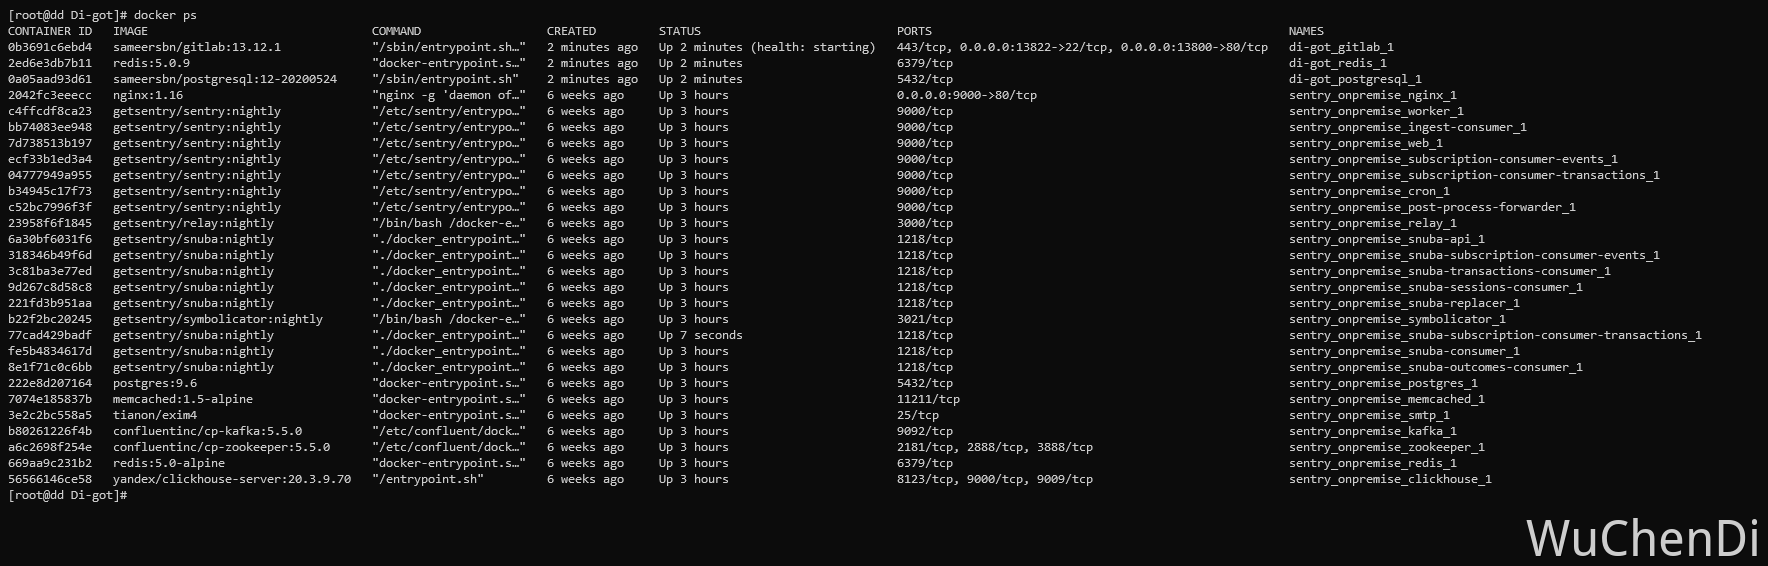 [root@dd Di-got]# docker ps
CONTAINER ID   IMAGE                                COMMAND                  CREATED         STATUS                            PORTS                                                   NAMES
0b3691c6ebd4   sameersbn/gitlab:13.12.1             "/sbin/entrypoint.sh…"   2 minutes ago   Up 2 minutes (health: starting)   443/tcp, 0.0.0.0:13822->22/tcp, 0.0.0.0:13800->80/tcp   di-got_gitlab_1
2ed6e3db7b11   redis:5.0.9                          "docker-entrypoint.s…"   2 minutes ago   Up 2 minutes                      6379/tcp                                                di-got_redis_1
0a05aad93d61   sameersbn/postgresql:12-20200524     "/sbin/entrypoint.sh"    2 minutes ago   Up 2 minutes                      5432/tcp                                                di-got_postgresql_1
2042fc3eeecc   nginx:1.16                           "nginx -g 'daemon of…"   6 weeks ago     Up 3 hours                        0.0.0.0:9000->80/tcp                                    sentry_onpremise_nginx_1
c4ffcdf8ca23   getsentry/sentry:nightly             "/etc/sentry/entrypo…"   6 weeks ago     Up 3 hours                        9000/tcp                                                sentry_onpremise_worker_1
bb74083ee948   getsentry/sentry:nightly             "/etc/sentry/entrypo…"   6 weeks ago     Up 3 hours                        9000/tcp                                                sentry_onpremise_ingest-consumer_1
7d738513b197   getsentry/sentry:nightly             "/etc/sentry/entrypo…"   6 weeks ago     Up 3 hours                        9000/tcp                                                sentry_onpremise_web_1
ecf33b1ed3a4   getsentry/sentry:nightly             "/etc/sentry/entrypo…"   6 weeks ago     Up 3 hours                        9000/tcp                                                sentry_onpremise_subscription-consumer-events_1
04777949a955   getsentry/sentry:nightly             "/etc/sentry/entrypo…"   6 weeks ago     Up 3 hours                        9000/tcp                                                sentry_onpremise_subscription-consumer-transactions_1
b34945c17f73   getsentry/sentry:nightly             "/etc/sentry/entrypo…"   6 weeks ago     Up 3 hours                        9000/tcp                                                sentry_onpremise_cron_1
c52bc7996f3f   getsentry/sentry:nightly             "/etc/sentry/entrypo…"   6 weeks ago     Up 3 hours                        9000/tcp                                                sentry_onpremise_post-process-forwarder_1
23958f6f1845   getsentry/relay:nightly              "/bin/bash /docker-e…"   6 weeks ago     Up 3 hours                        3000/tcp                                                sentry_onpremise_relay_1
6a30bf6031f6   getsentry/snuba:nightly              "./docker_entrypoint…"   6 weeks ago     Up 3 hours                        1218/tcp                                                sentry_onpremise_snuba-api_1
318346b49f6d   getsentry/snuba:nightly              "./docker_entrypoint…"   6 weeks ago     Up 3 hours                        1218/tcp                                                sentry_onpremise_snuba-subscription-consumer-events_1
3c81ba3e77ed   getsentry/snuba:nightly              "./docker_entrypoint…"   6 weeks ago     Up 3 hours                        1218/tcp                                                sentry_onpremise_snuba-transactions-consumer_1
9d267c8d58c8   getsentry/snuba:nightly              "./docker_entrypoint…"   6 weeks ago     Up 3 hours                        1218/tcp                                                sentry_onpremise_snuba-sessions-consumer_1
221fd3b951aa   getsentry/snuba:nightly              "./docker_entrypoint…"   6 weeks ago     Up 3 hours                        1218/tcp                                                sentry_onpremise_snuba-replacer_1
b22f2bc20245   getsentry/symbolicator:nightly       "/bin/bash /docker-e…"   6 weeks ago     Up 3 hours                        3021/tcp                                                sentry_onpremise_symbolicator_1
77cad429badf   getsentry/snuba:nightly              "./docker_entrypoint…"   6 weeks ago     Up 7 seconds                      1218/tcp                                                sentry_onpremise_snuba-subscription-consumer-transactions_1
fe5b4834617d   getsentry/snuba:nightly              "./docker_entrypoint…"   6 weeks ago     Up 3 hours                        1218/tcp                                                sentry_onpremise_snuba-consumer_1
8e1f71c0c6bb   getsentry/snuba:nightly              "./docker_entrypoint…"   6 weeks ago     Up 3 hours                        1218/tcp                                                sentry_onpremise_snuba-outcomes-consumer_1
222e8d207164   postgres:9.6                         "docker-entrypoint.s…"   6 weeks ago     Up 3 hours                        5432/tcp                                                sentry_onpremise_postgres_1
7074e185837b   memcached:1.5-alpine                 "docker-entrypoint.s…"   6 weeks ago     Up 3 hours                        11211/tcp                                               sentry_onpremise_memcached_1
3e2c2bc558a5   tianon/exim4                         "docker-entrypoint.s…"   6 weeks ago     Up 3 hours                        25/tcp                                                  sentry_onpremise_smtp_1
b80261226f4b   confluentinc/cp-kafka:5.5.0          "/etc/confluent/dock…"   6 weeks ago     Up 3 hours                        9092/tcp                                                sentry_onpremise_kafka_1
a6c2698f254e   confluentinc/cp-zookeeper:5.5.0      "/etc/confluent/dock…"   6 weeks ago     Up 3 hours                        2181/tcp, 2888/tcp, 3888/tcp                            sentry_onpremise_zookeeper_1
669aa9c231b2   redis:5.0-alpine                     "docker-entrypoint.s…"   6 weeks ago     Up 3 hours                        6379/tcp                                                sentry_onpremise_redis_1
56566146ce58   yandex/clickhouse-server:20.3.9.70   "/entrypoint.sh"         6 weeks ago     Up 3 hours                        8123/tcp, 9000/tcp, 9009/tcp                            sentry_onpremise_clickhouse_1
[root@dd Di-got]#
WuChenDi